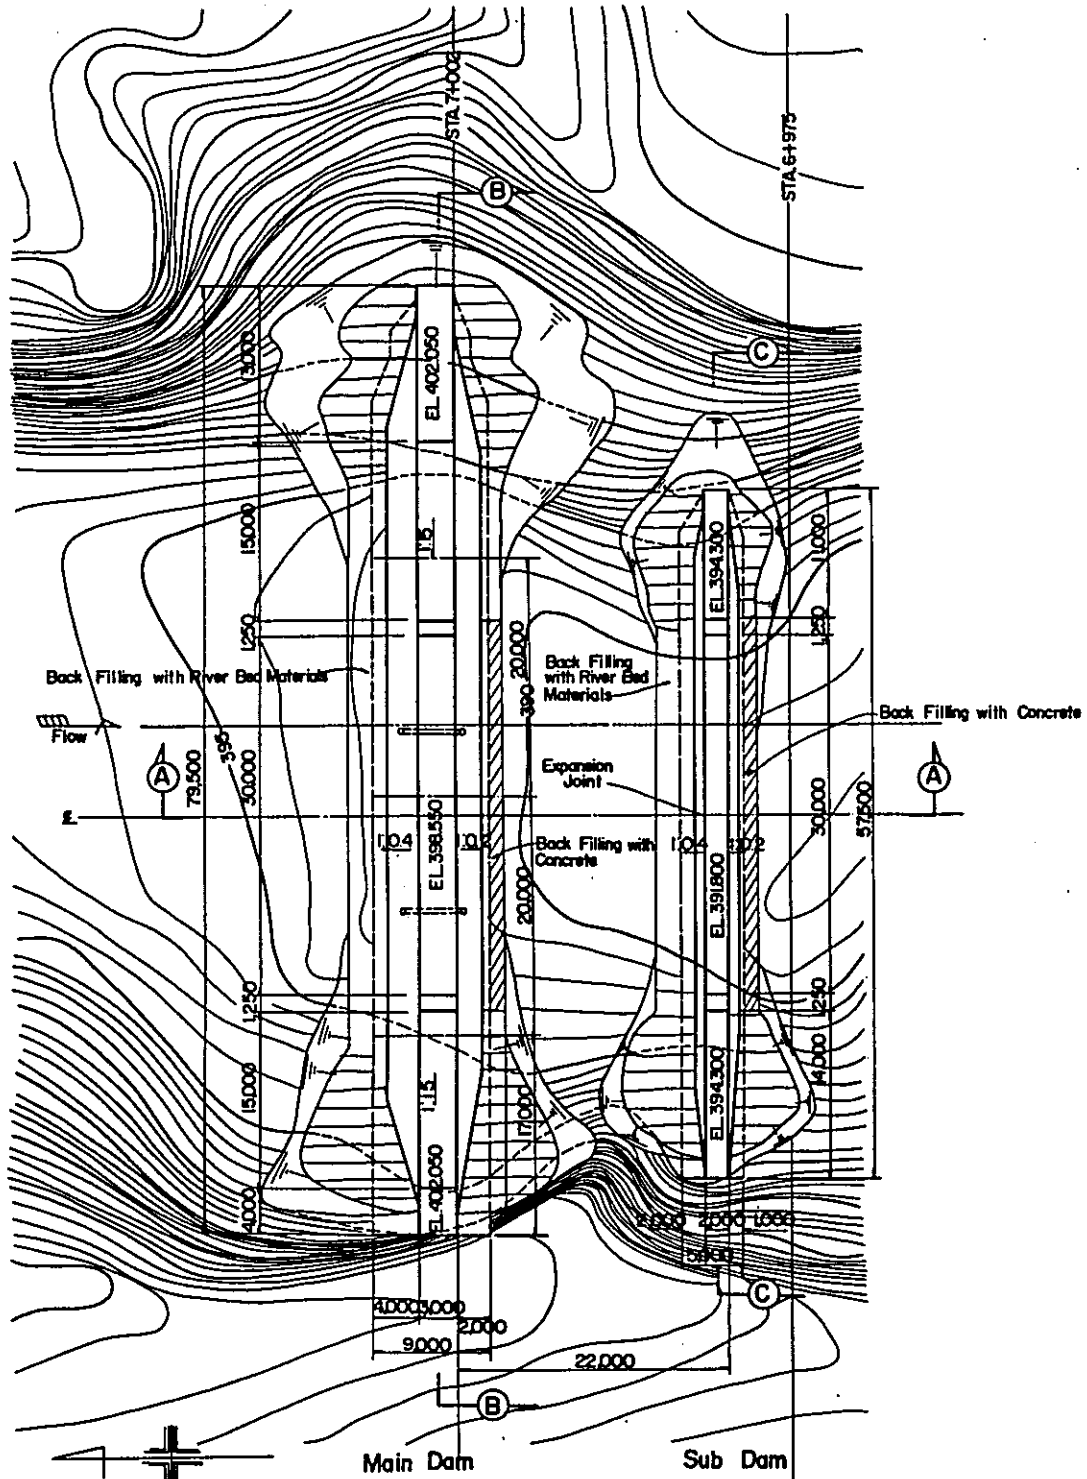 STA.7+002
STA.6+975
B
C
13,000
EL.402.050
15,000
1:15
11,000
EL.394.300
1,250
1,250
20,000
390
Back Filling with River Bed Materials
Back Filling
with River Bed
Materials
Back Filling with Concrete
Flow
395
A
A
79,500
30,000
Expansion
Joint
30,000
57,500
1:0.4
EL.398.550
1:0.2
Back Filling with
Concrete
1:0.4
1:0.2
20,000
EL.391.800
1,250
1,250
15,000
1:15
17,000
EL.394.300
14,000
4,000
EL.402.050
2,000
2,000
1,000
5,000
C
4,000
3,000
2,000
9,000
22,000
B
Main Dam
Sub Dam